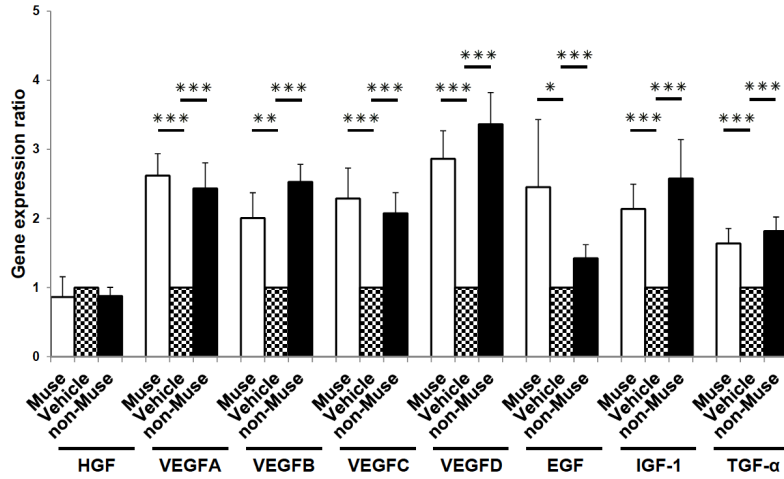 5
*** *** *** *** *** *** ***
4
*** *** ** *** *** *** * *** ***
3
2
1
0
Gene expression ratio
Muse Vehicle non-Muse Muse Vehicle non-Muse Muse Vehicle non-Muse Muse Vehicle non-Muse Muse Vehicle non-Muse Muse Vehicle non-Muse Muse Vehicle non-Muse Muse Vehicle non-Muse
HGF VEGFA VEGFB VEGFC VEGFD EGF IGF-1 TGF-α